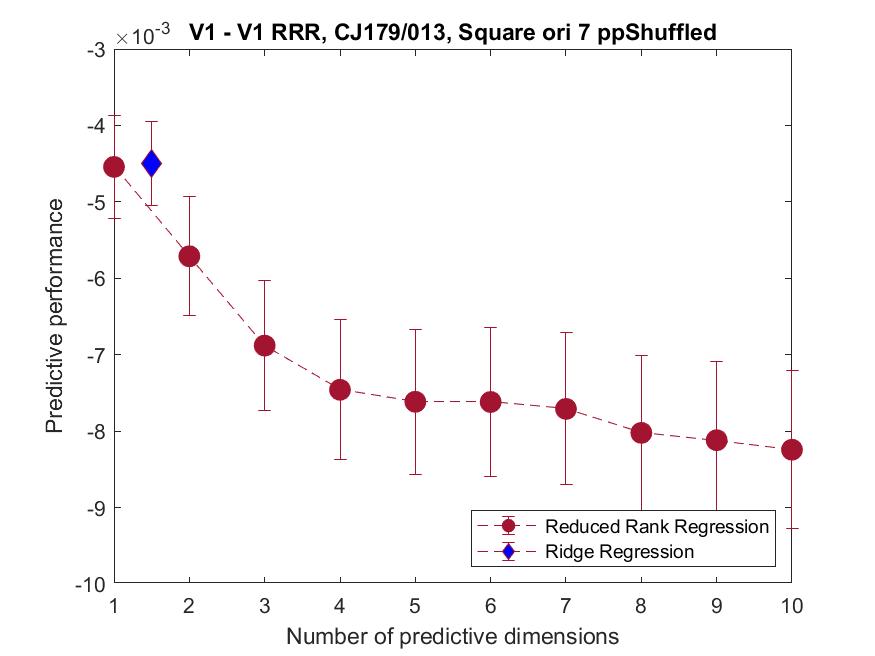 ×10-3
V1 - V1 RRR, CJ179/013, Square ori 7 ppShuffled
-3
-4
-5
-6
-7
-8
-9
-10
Predictive performance
Reduced Rank Regression
Ridge Regression
1 2 3 4 5 6 7 8 9 10
Number of predictive dimensions